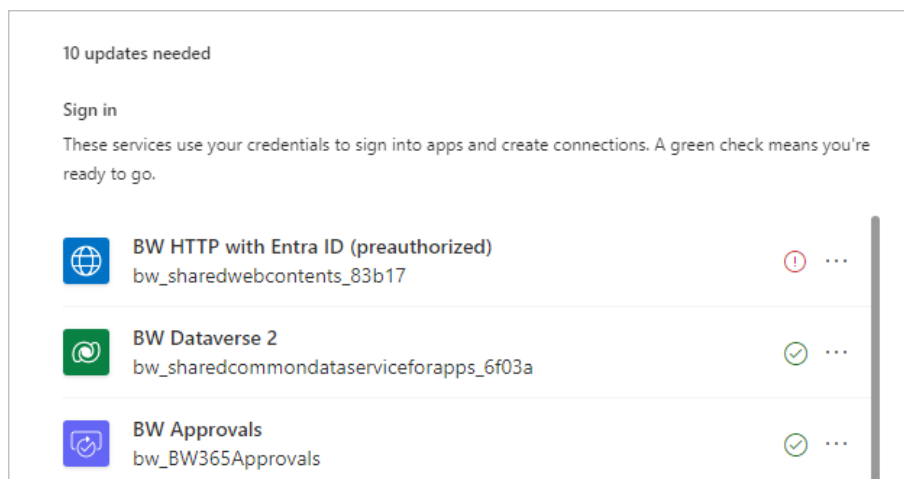 10 updates needed
Sign in
These services use your credentials to sign into apps and create connections. A green check means you're
ready to go.
BW HTTP with Entra ID (preauthorized)
bw_sharedwebcontents_83b17
BW Dataverse 2
bw_sharedcommondataserviceforapps_6f03a
BW Approvals
bw_BW365Approvals